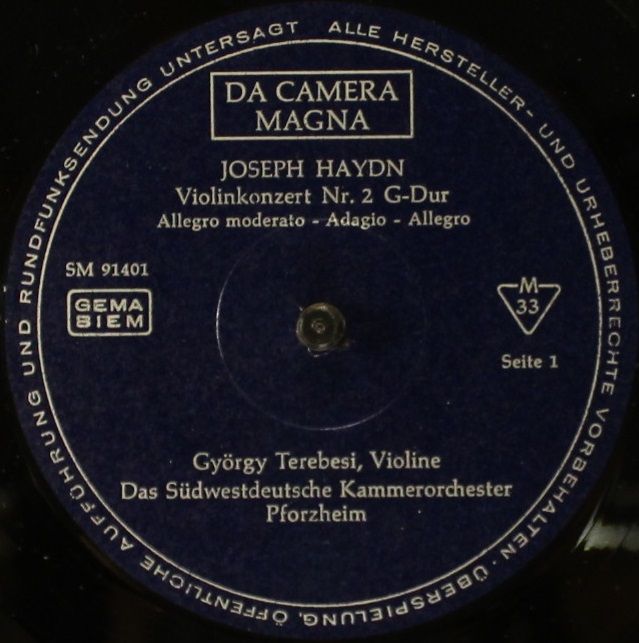 ALLE HERSTELLER- UND URHEBERRECHTE VORBEHALTEN · ÜBERSPIELUNG, ÖFFENTLICHE AUFFÜHRUNG UND RUNDFUNKSENDUNG UNTERSAGT
DA CAMERA
MAGNA
JOSEPH HAYDN
Violinkonzert Nr. 2 G-Dur
Allegro moderato - Adagio - Allegro
SM 91401
GEMA
BIEM
M
33
Seite 1
György Terebesi, Violine
Das Südwestdeutsche Kammerorchester
Pforzheim